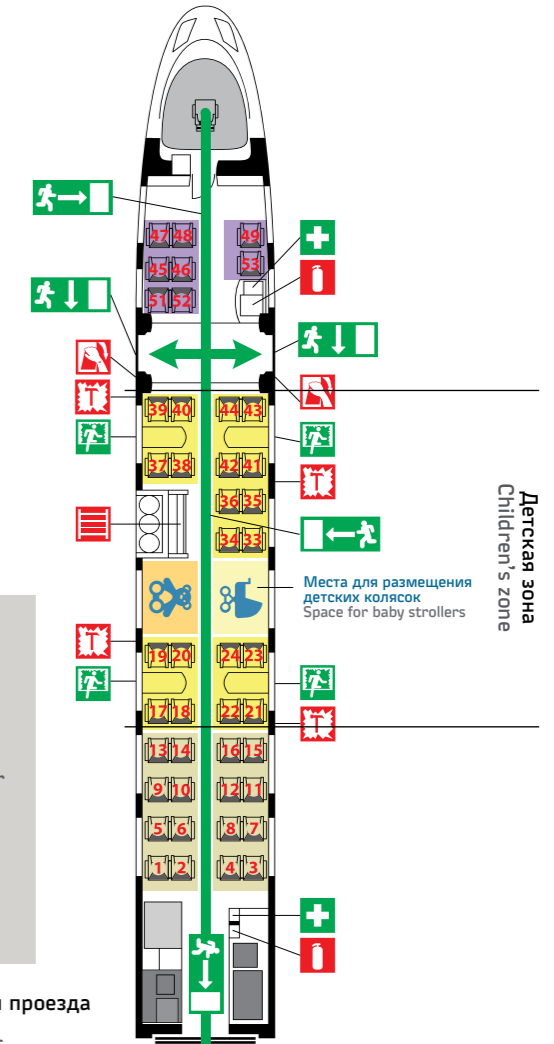 47 48 49
45 46 53
51 52
39 40 44 43
T
37 38 42 41
T
36 35
34 33
Детская зона
Children's zone
Места для размещения
детских колясок
Space for baby strollers
T
19 20 24 23
17 18 22 21
T
13 14 16 15
9 10 12 11
5 6 8 7
1 2 4 3
проезда